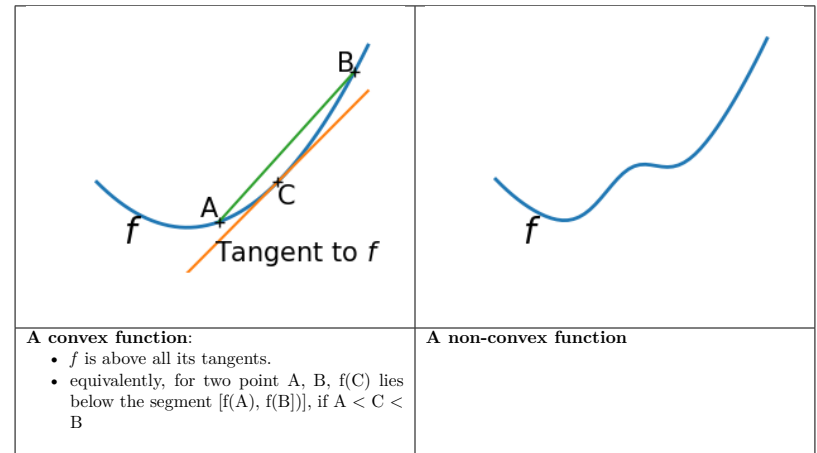 B
A
C
f
Tangent to f
f
A convex function:
• f is above all its tangents.
• equivalently, for two point A, B, f(C) lies
below the segment [f(A), f(B])], if A < C <
B
A non-convex function